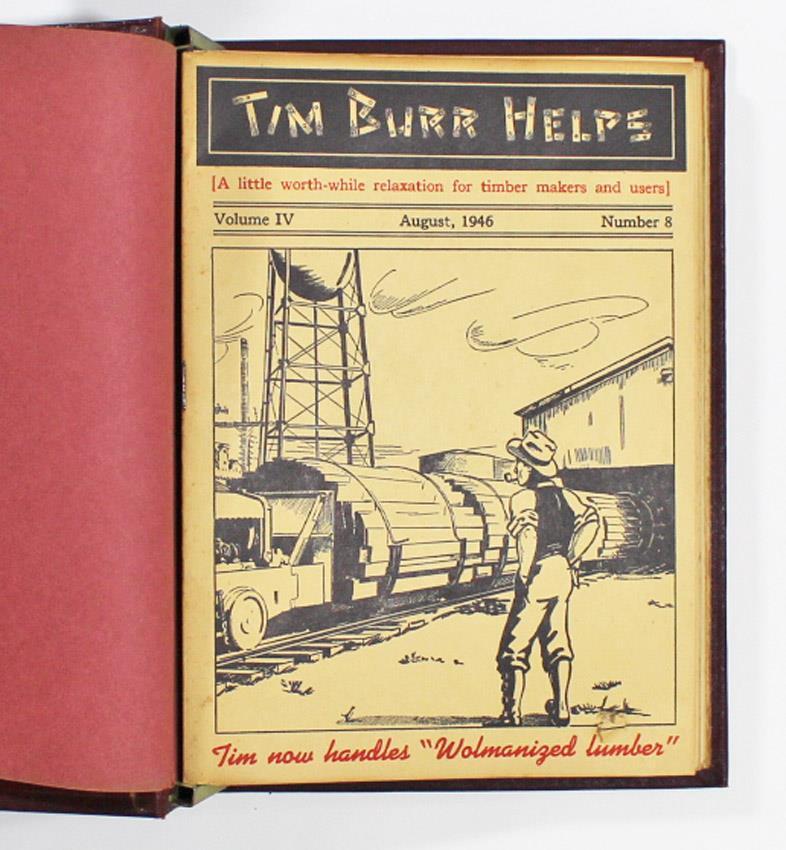 TIM BURR HELPS
[A little worth-while relaxation for timber makers and users]
Volume IV August, 1946 Number 8
Tim now handles "Wolmanized lumber"